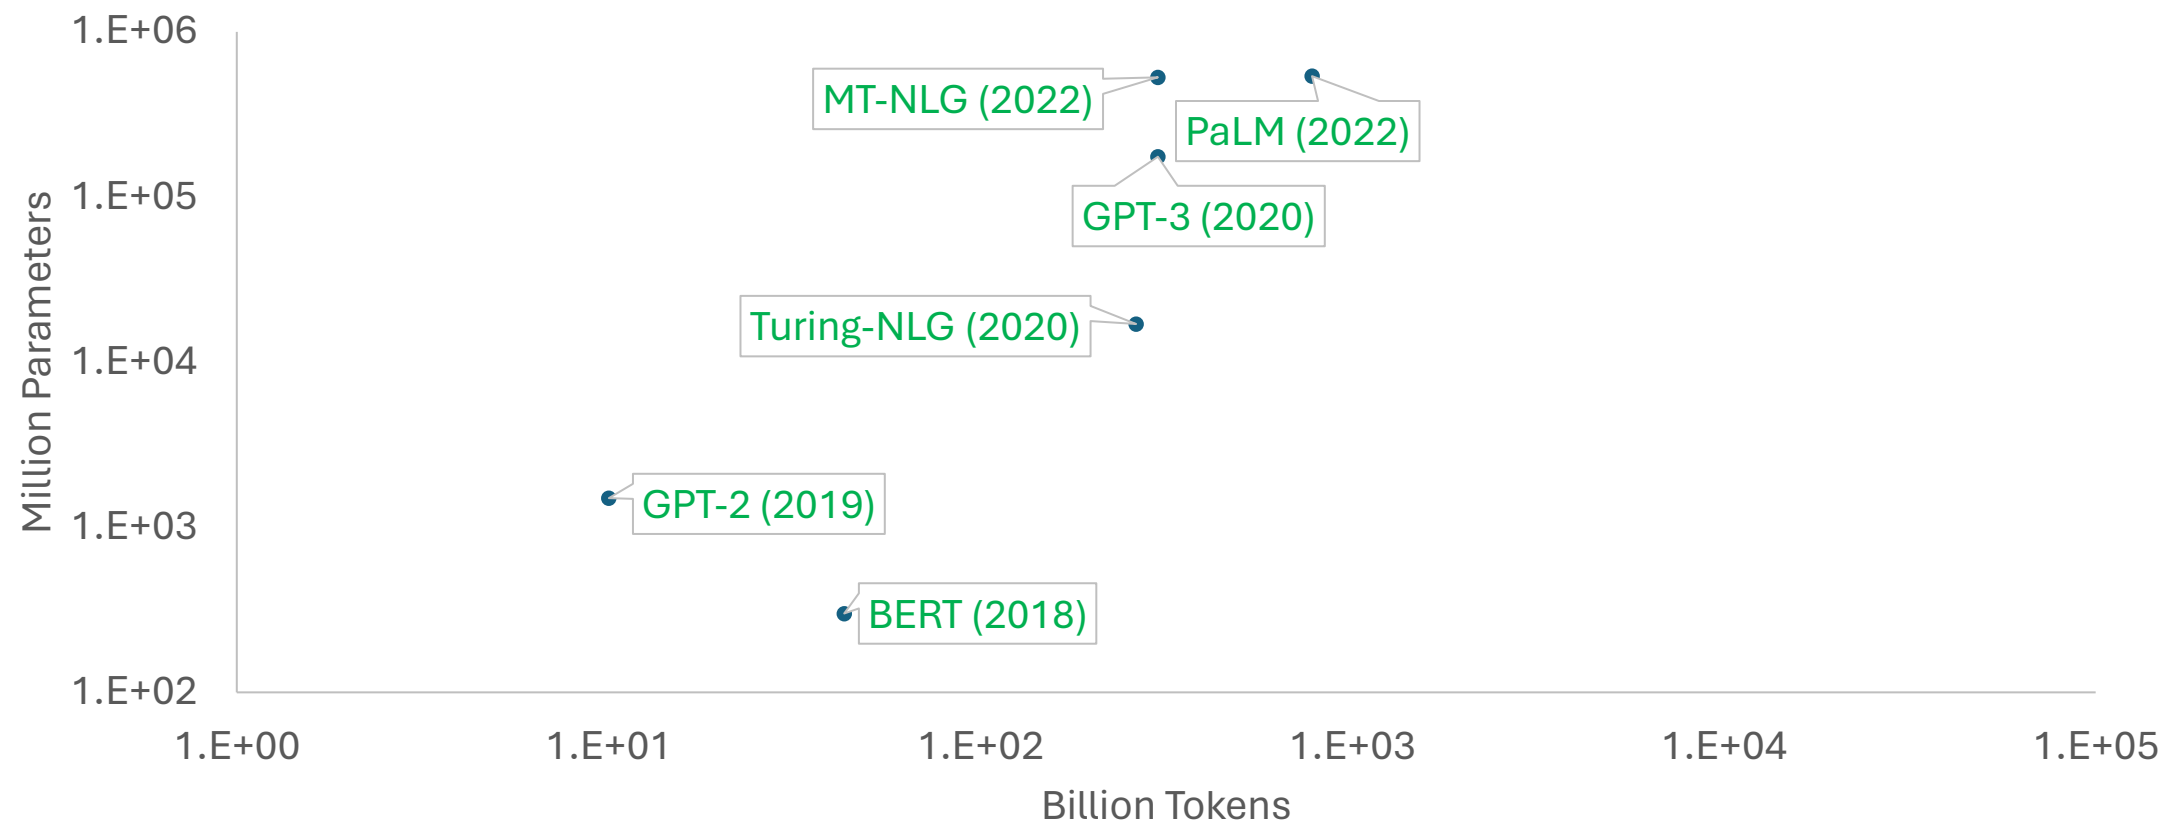 1.E+06
1.E+05
1.E+04
1.E+03
1.E+02
Million Parameters
MT-NLG (2022)
PaLM (2022)
GPT-3 (2020)
Turing-NLG (2020)
GPT-2 (2019)
BERT (2018)
1.E+00
1.E+01
1.E+02
1.E+03
1.E+04
1.E+05
Billion Tokens